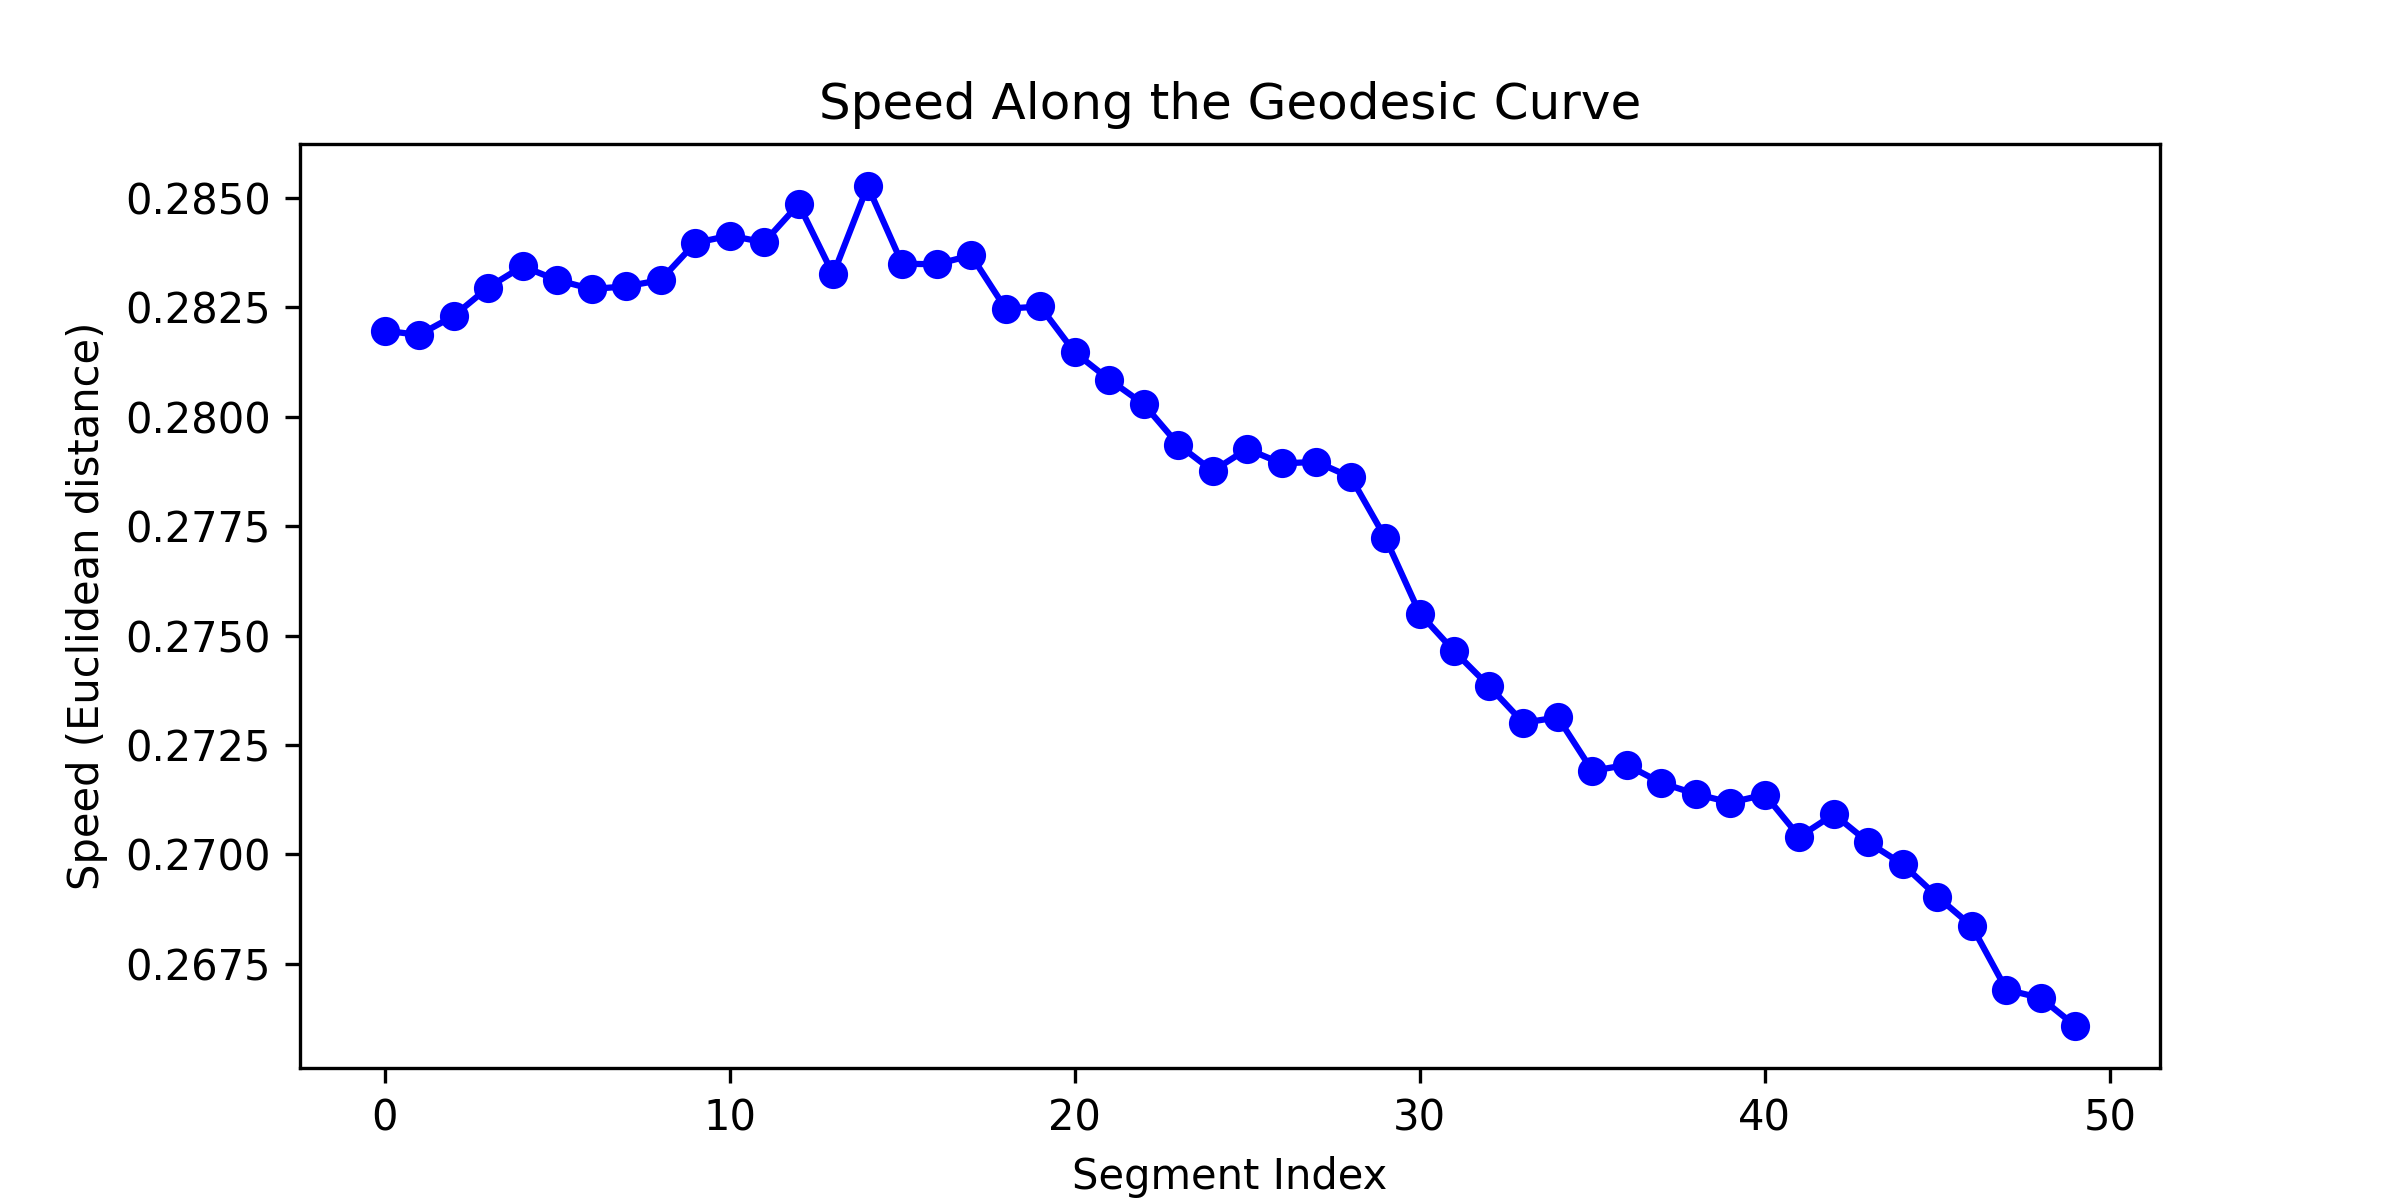 Speed Along the Geodesic Curve
Speed (Euclidean distance)
0.2850
0.2825
0.2800
0.2775
0.2750
0.2725
0.2700
0.2675
0 10 20 30 40 50
Segment Index